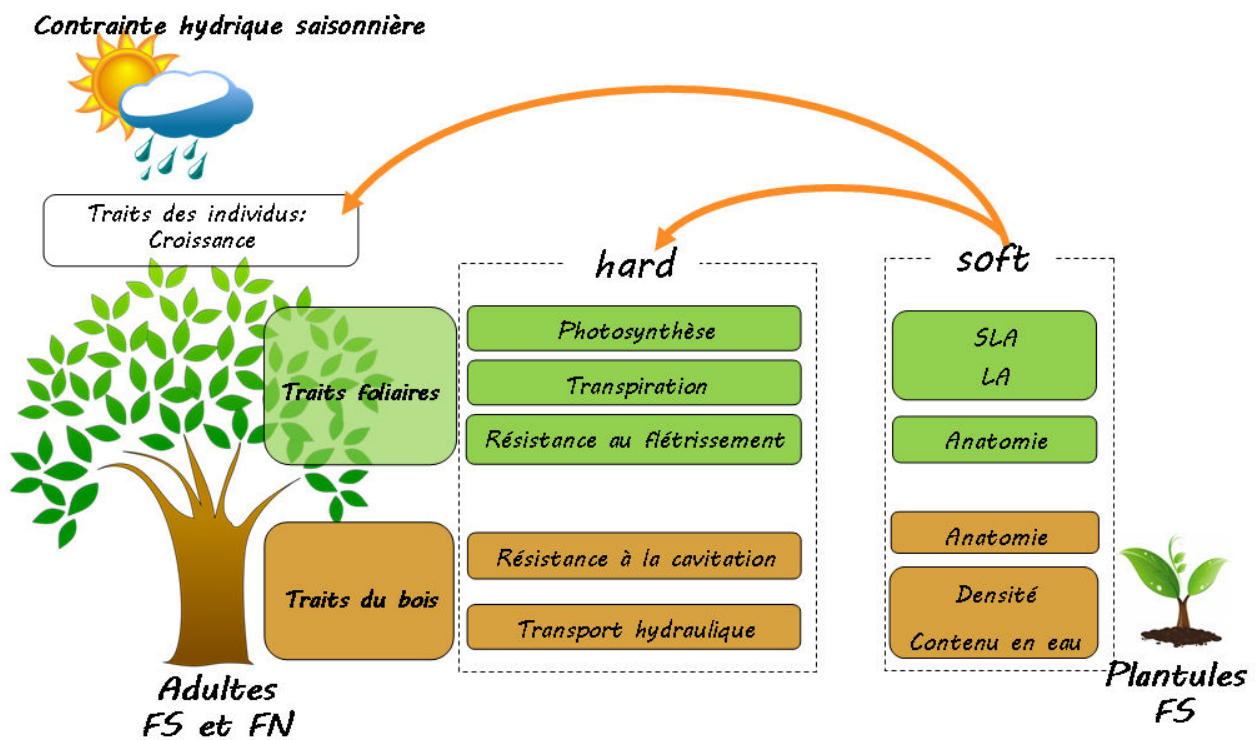 Contrainte hydrique saisonnière
Traits des individus:
Croissance
hard
soft
Traits foliaires
Photosynthèse
Transpiration
Résistance au flétrissement
SLA
LA
Anatomie
Traits du bois
Résistance à la cavitation
Transport hydraulique
Anatomie
Densité
Contenu en eau
Adultes
FS et FN
Plantules
FS